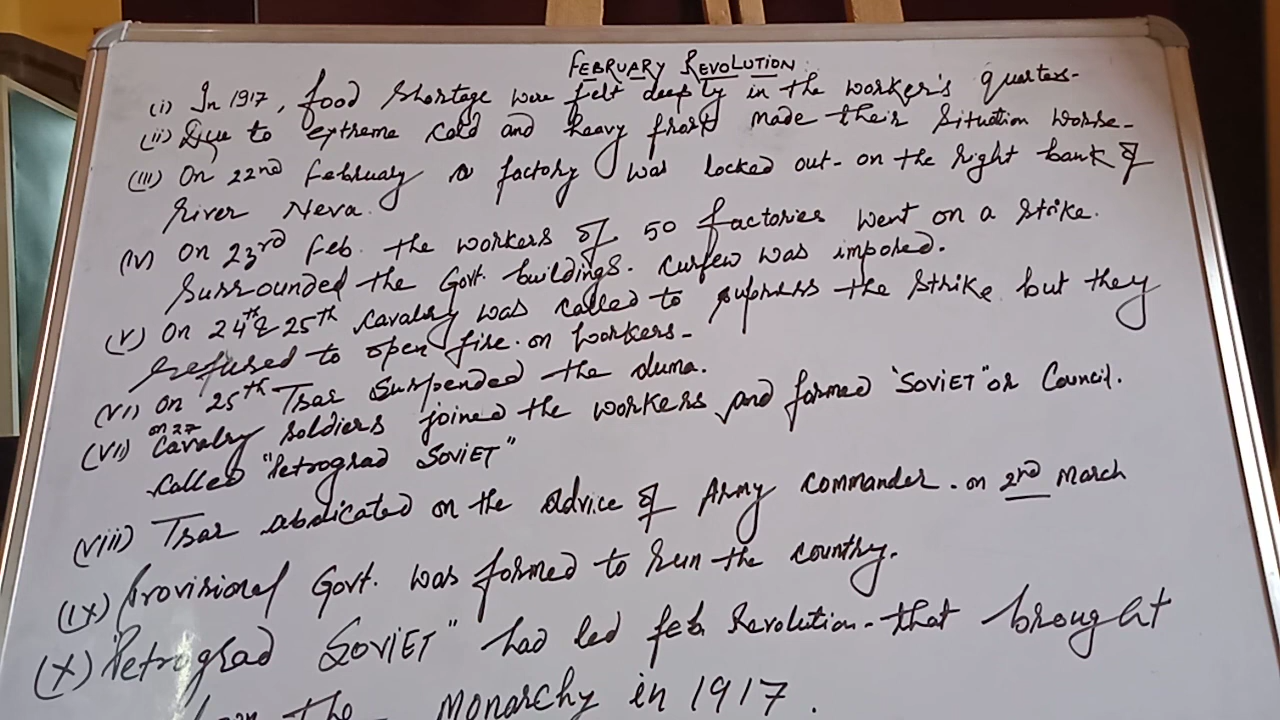 FEBRUARY REVOLUTION
(i) In 1917, food shortage were felt deeply in the worker's quarters-
(ii) Due to extreme cold and heavy frost made their situation worse-
(iii) On 22nd February a factory was locked out- on the right bank of
River Neva.
(iv) On 23rd Feb. the workers of 50 factories went on a strike.
Surrounded the Govt. buildings. Curfew was imposed.
(v) On 24th & 25th cavalry was called to supress the strike but they
refused to open fire. on workers-
(vi) On 25th Tsar suspended the duma.
on 27
(vii) Cavalry soldiers joined the workers and formed "SOVIET" or Council.
called "Petrograd SOVIET"
(viii) Tsar abdicated on the advice of Army commander. on 2nd March
(ix) Provisional Govt. was formed to run the country.
(x) "Petrograd SOVIET" had led feb. Revolution- that brought
the Monarchy in 1917.